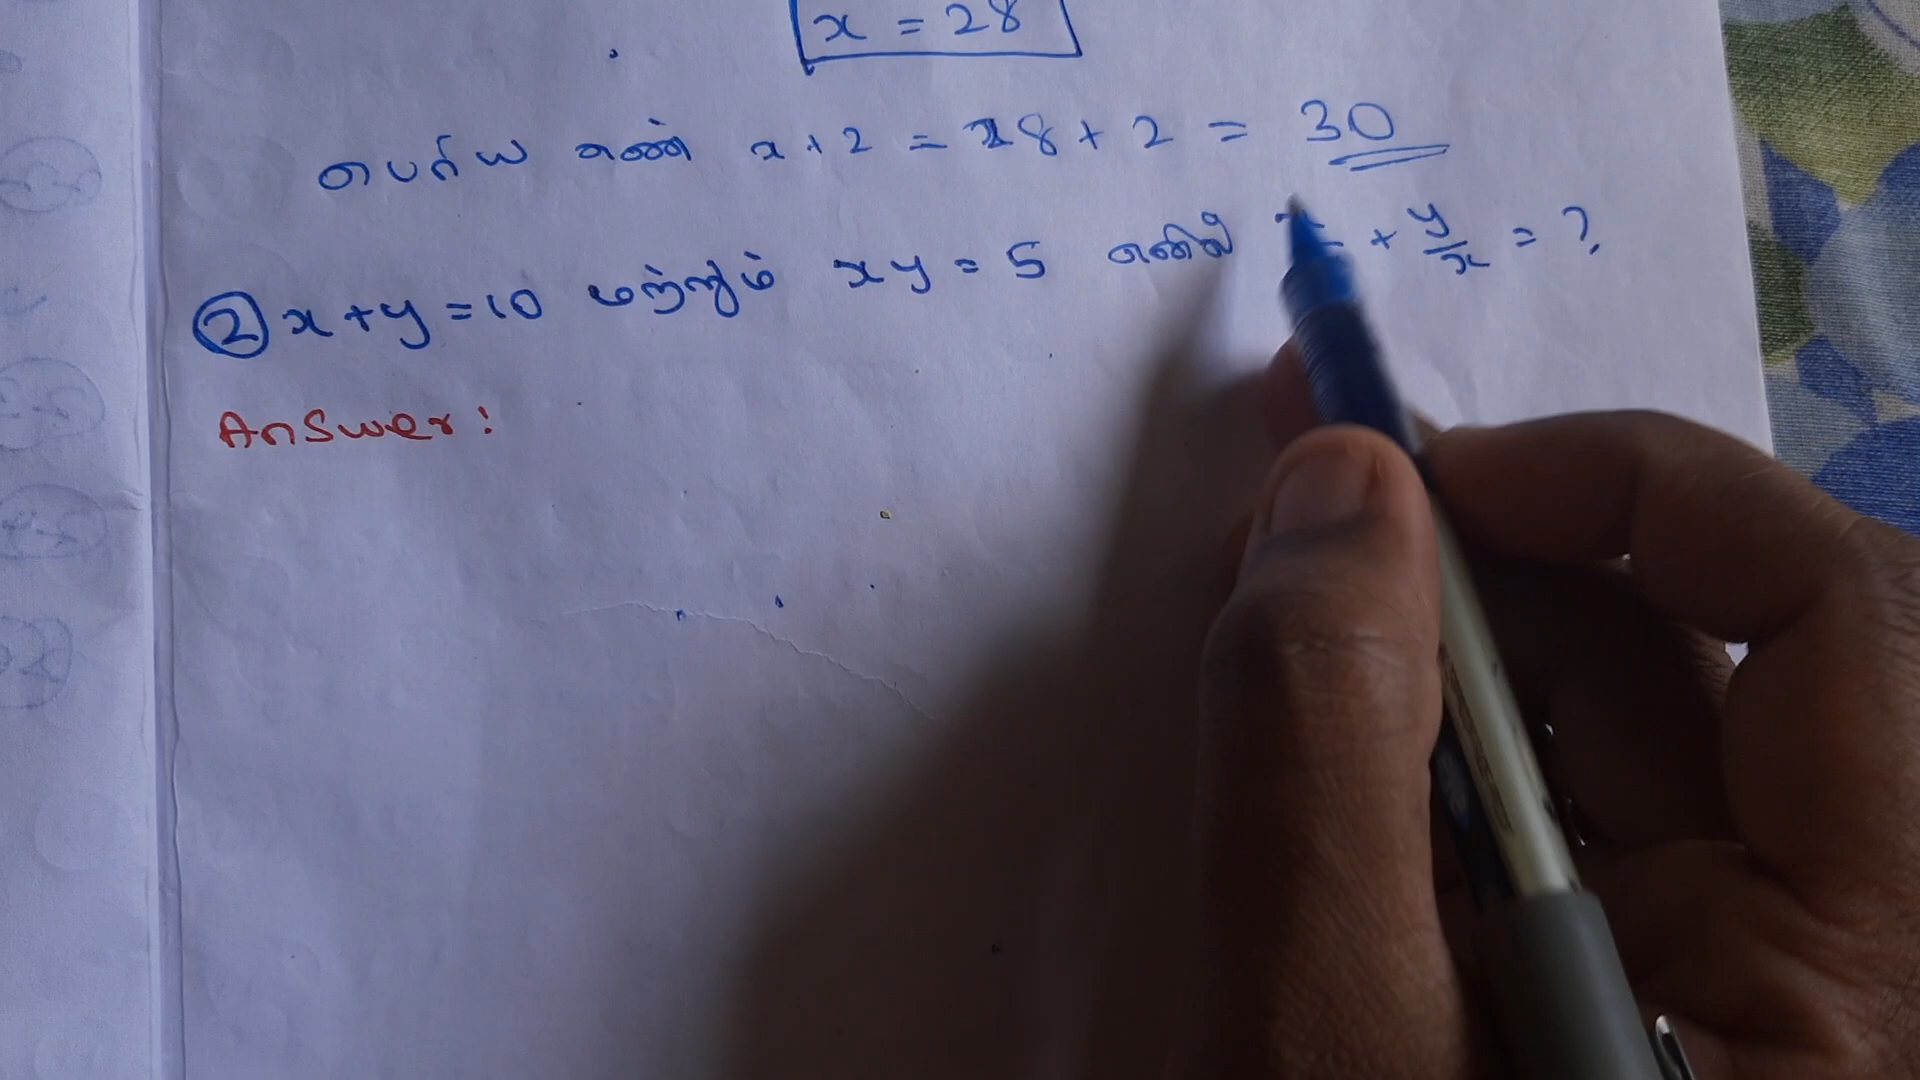 x = 28
பெரிய எண் x + 2 = 28 + 2 = 30
② x + y = 10 மற்றும் xy = 5 எனில் + y/x = ?
Answer :